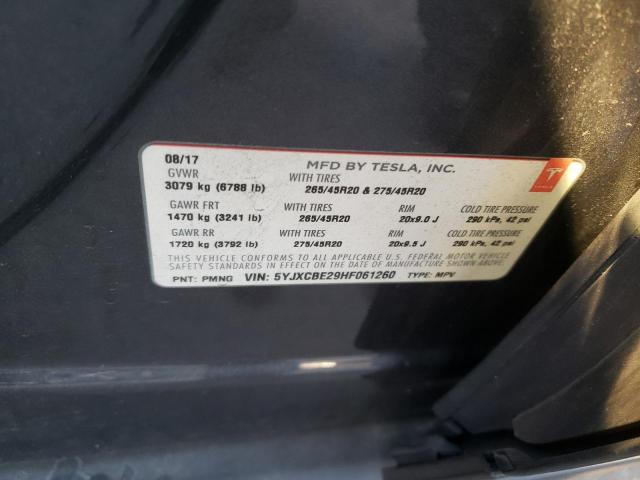 08/17 MFD BY TESLA, INC.
GVWR WITH TIRES
3079 kg (6788 lb) 265/45R20 & 275/45R20
GAWR FRT WITH TIRES RIM COLD TIRE PRESSURE
1470 kg (3241 lb) 265/45R20 20x9.0 J 290 kPa, 42 psi
GAWR RR WITH TIRES RIM COLD TIRE PRESSURE
1720 kg (3792 lb) 275/45R20 20x9.5 J 290 kPa, 42 psi
THIS VEHICLE CONFORMS TO ALL APPLICABLE U.S. FEDERAL MOTOR VEHICLE
SAFETY STANDARDS IN EFFECT ON THE DATE OF MANUFACTURE SHOWN ABOVE.
PNT: PMNG VIN: 5YJXCBE29HF061260 TYPE: MPV
TESLA